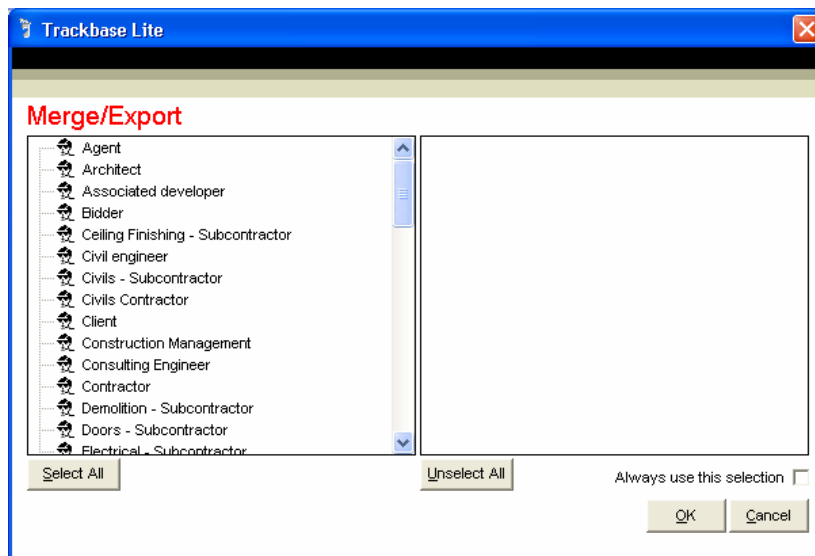 Trackbase Lite
Merge/Export
Agent
Architect
Associated developer
Bidder
Ceiling Finishing - Subcontractor
Civil engineer
Civils - Subcontractor
Civils Contractor
Client
Construction Management
Consulting Engineer
Contractor
Demolition - Subcontractor
Doors - Subcontractor
Electrical - Subcontractor
Select All
Unselect All
Always use this selection
OK
Cancel